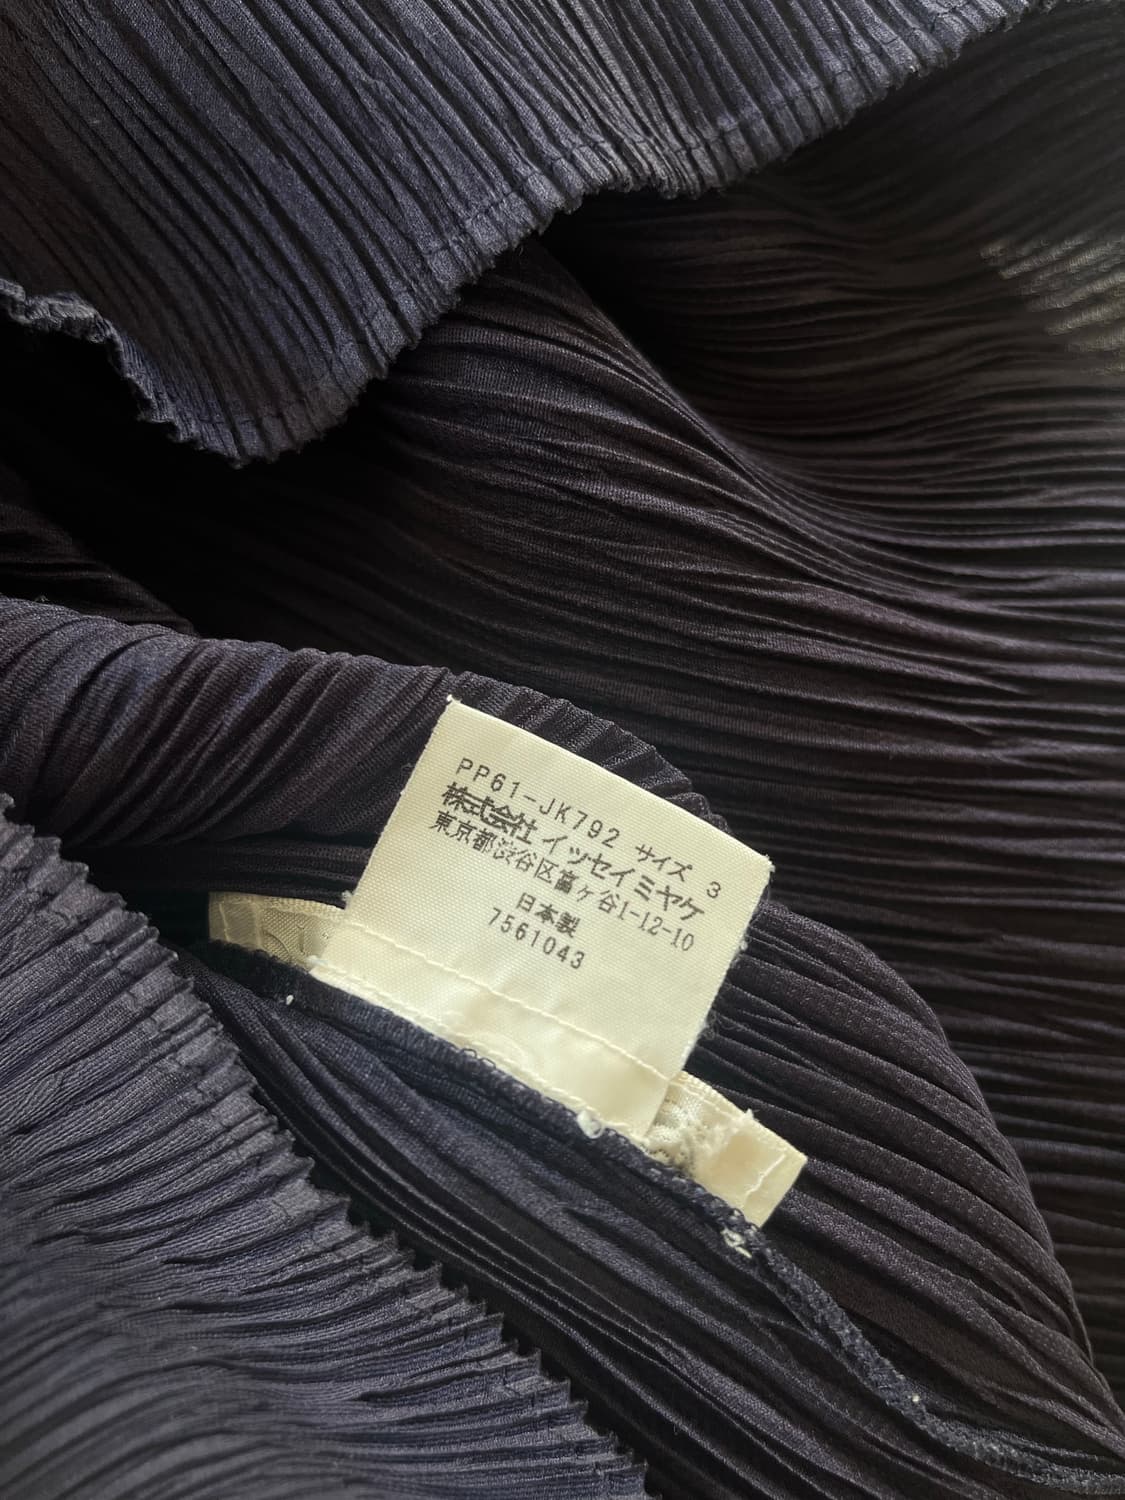 PP61-JK792 サイズ 3
株式会社 イッセイミヤケ
東京都渋谷区富ヶ谷1-12-10
日本製
7561043